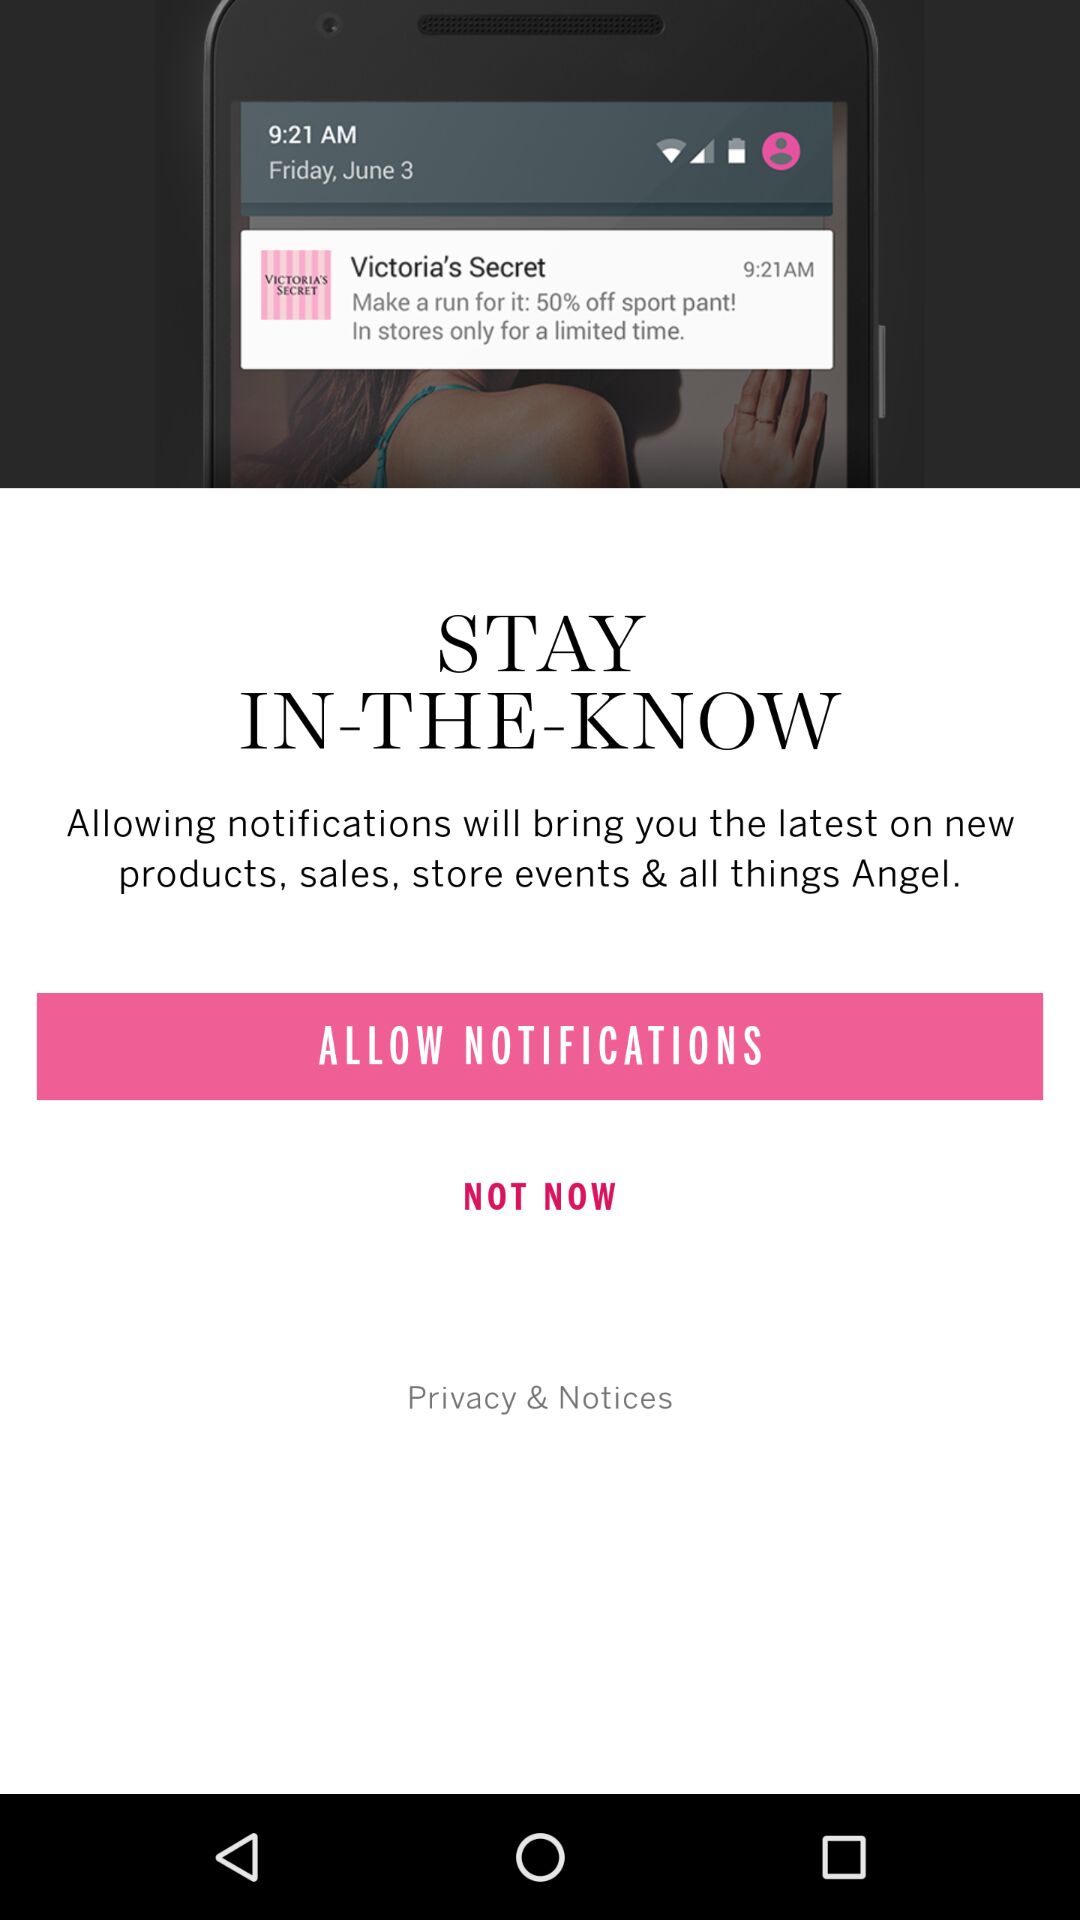 9:21 AM
Friday, June 3
VICTORIA'S
SECRET
Victoria's Secret
9:21AM
Make a run for it: 50% off sport pant!
In stores only for a limited time.
STAY
IN-THE-KNOW
Allowing notifications will bring you the latest on new
products, sales, store events & all things Angel.
ALLOW NOTIFICATIONS
NOT NOW
Privacy & Notices